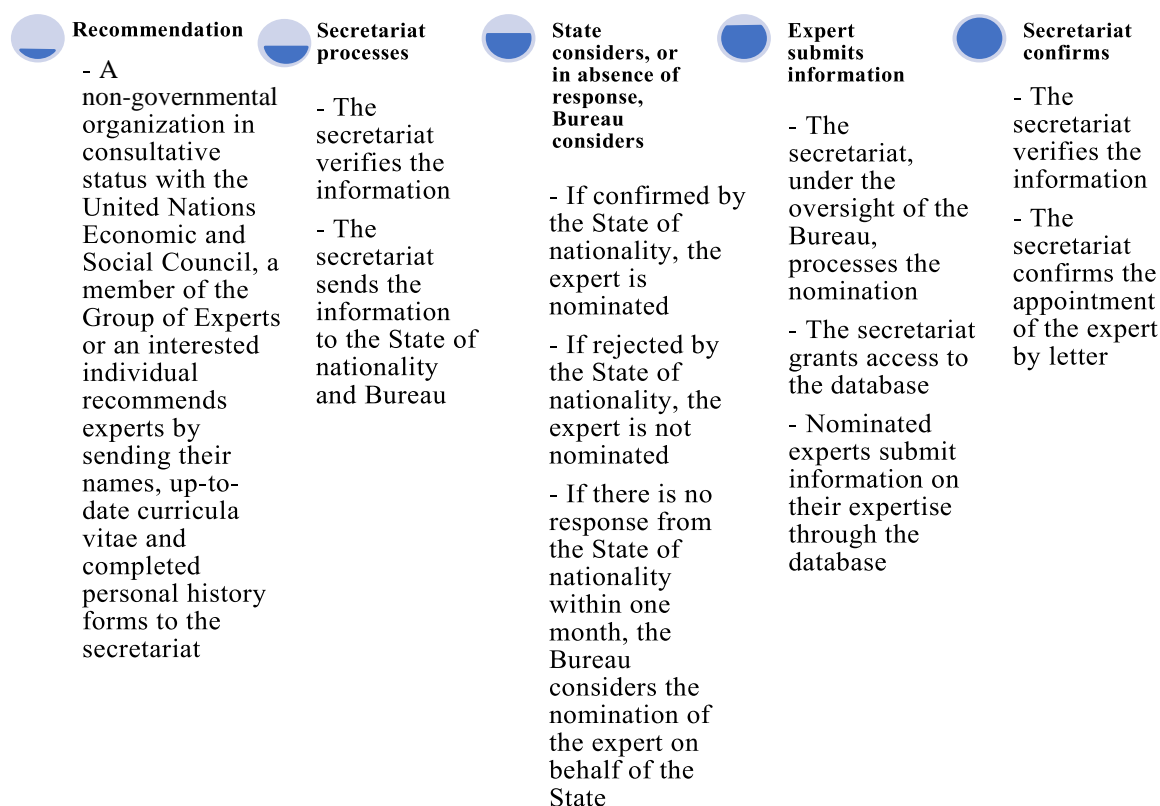 Recommendation
- A
non-governmental
organization in
consultative
status with the
United Nations
Economic and
Social Council, a
member of the
Group of Experts
or an interested
individual
recommends
experts by
sending their
names, up-to-
date curricula
vitae and
completed
personal history
forms to the
secretariat
Secretariat
processes
- The
secretariat
verifies the
information
- The
secretariat
sends the
information
to the State of
nationality
and Bureau
State
considers, or
in absence of
response,
Bureau
considers
- If confirmed by
the State of
nationality, the
expert is
nominated
- If rejected by
the State of
nationality, the
expert is not
nominated
- If there is no
response from
the State of
nationality
within one
month, the
Bureau
considers the
nomination of
the expert on
behalf of the
State
Expert
submits
information
- The
secretariat,
under the
oversight of the
Bureau,
processes the
nomination
- The secretariat
grants access to
the database
- Nominated
experts submit
information on
their expertise
through the
database
Secretariat
confirms
- The
secretariat
verifies the
information
- The
secretariat
confirms the
appointment
of the expert
by letter